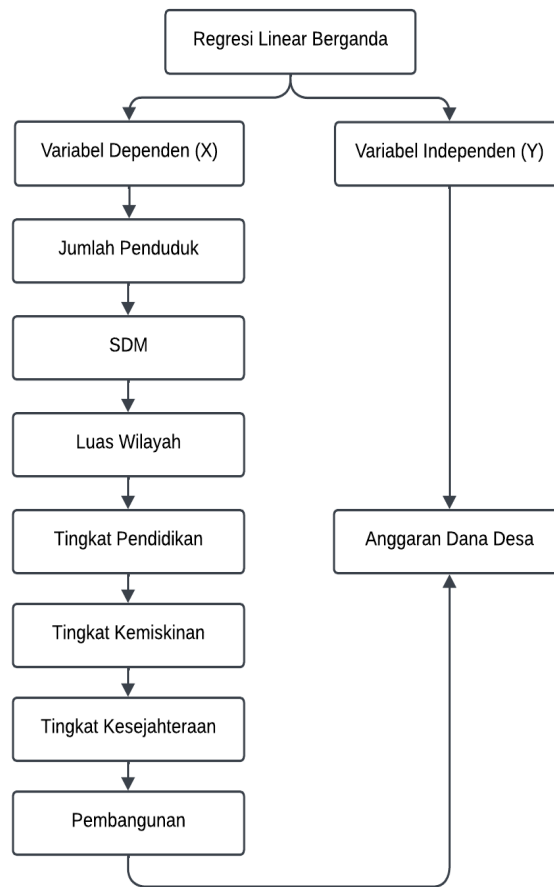 Regresi Linear Berganda
Variabel Dependen (X)
Variabel Independen (Y)
Jumlah Penduduk
SDM
Luas Wilayah
Tingkat Pendidikan
Anggaran Dana Desa
Tingkat Kemiskinan
Tingkat Kesejahteraan
Pembangunan